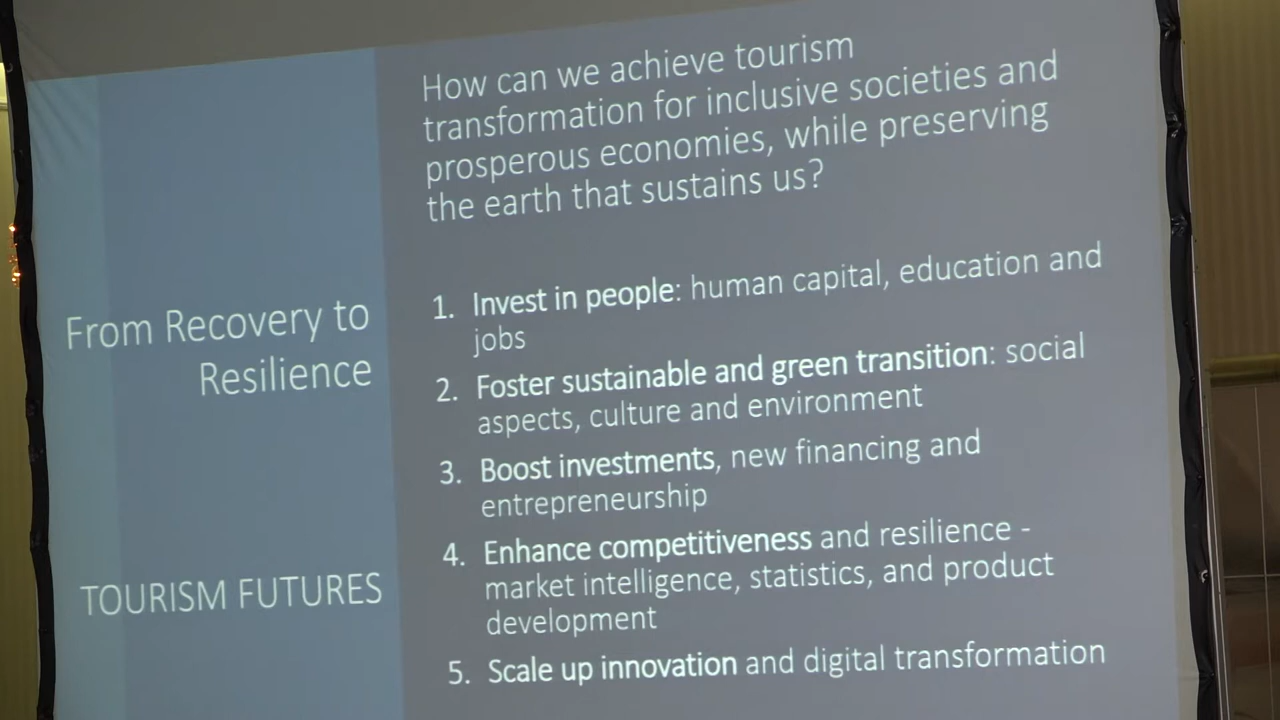 From Recovery to
Resilience
TOURISM FUTURES
How can we achieve tourism
transformation for inclusive societies and
prosperous economies, while preserving
the earth that sustains us?
1. Invest in people: human capital, education and
jobs
2. Foster sustainable and green transition: social
aspects, culture and environment
3. Boost investments, new financing and
entrepreneurship
4. Enhance competitiveness and resilience -
market intelligence, statistics, and product
development
5. Scale up innovation and digital transformation